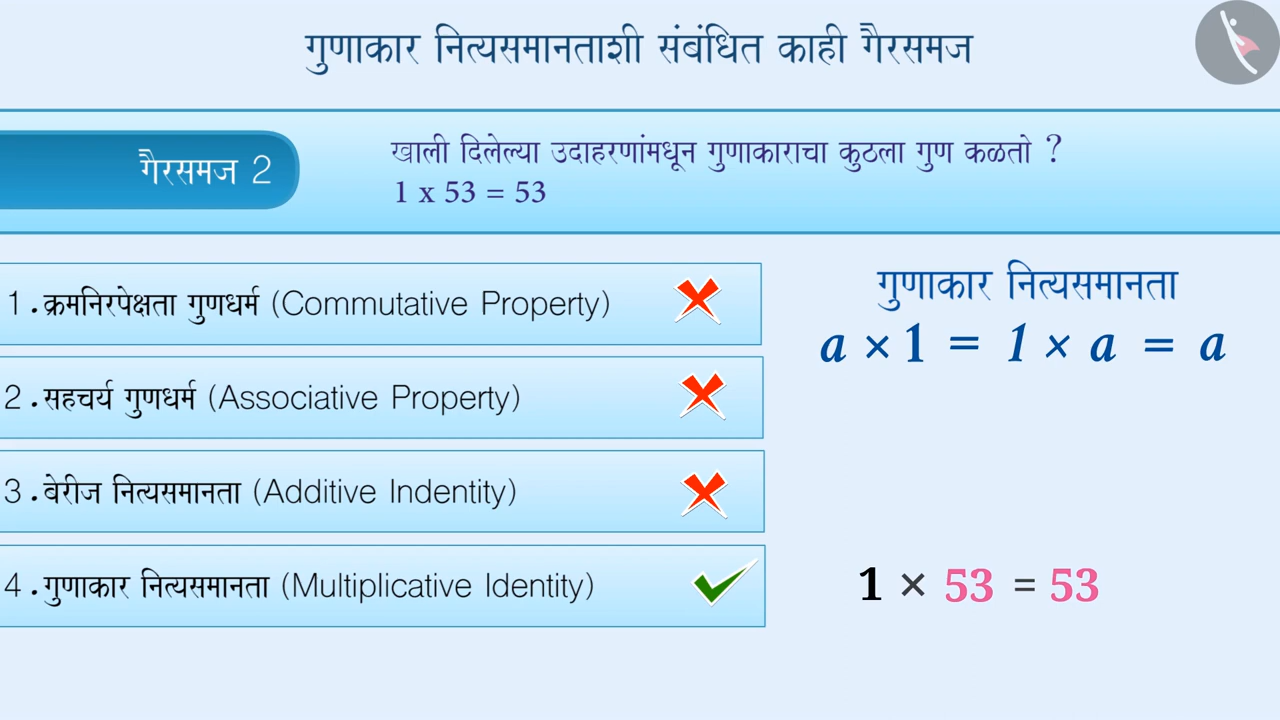 गुणाकार नित्यसमानताशी संबंधित काही गैरसमज
गैरसमज 2
खाली दिलेल्या उदाहरणांमधून गुणाकाराचा कुठला गुण कळतो ?
1 x 53 = 53
1. क्रमनिरपेक्षता गुणधर्म (Commutative Property)
2. सहचर्य गुणधर्म (Associative Property)
3. बेरीज नित्यसमानता (Additive Indentity)
4. गुणाकार नित्यसमानता (Multiplicative Identity)
गुणाकार नित्यसमानता
a × 1 = 1 × a = a
1 × 53 = 53